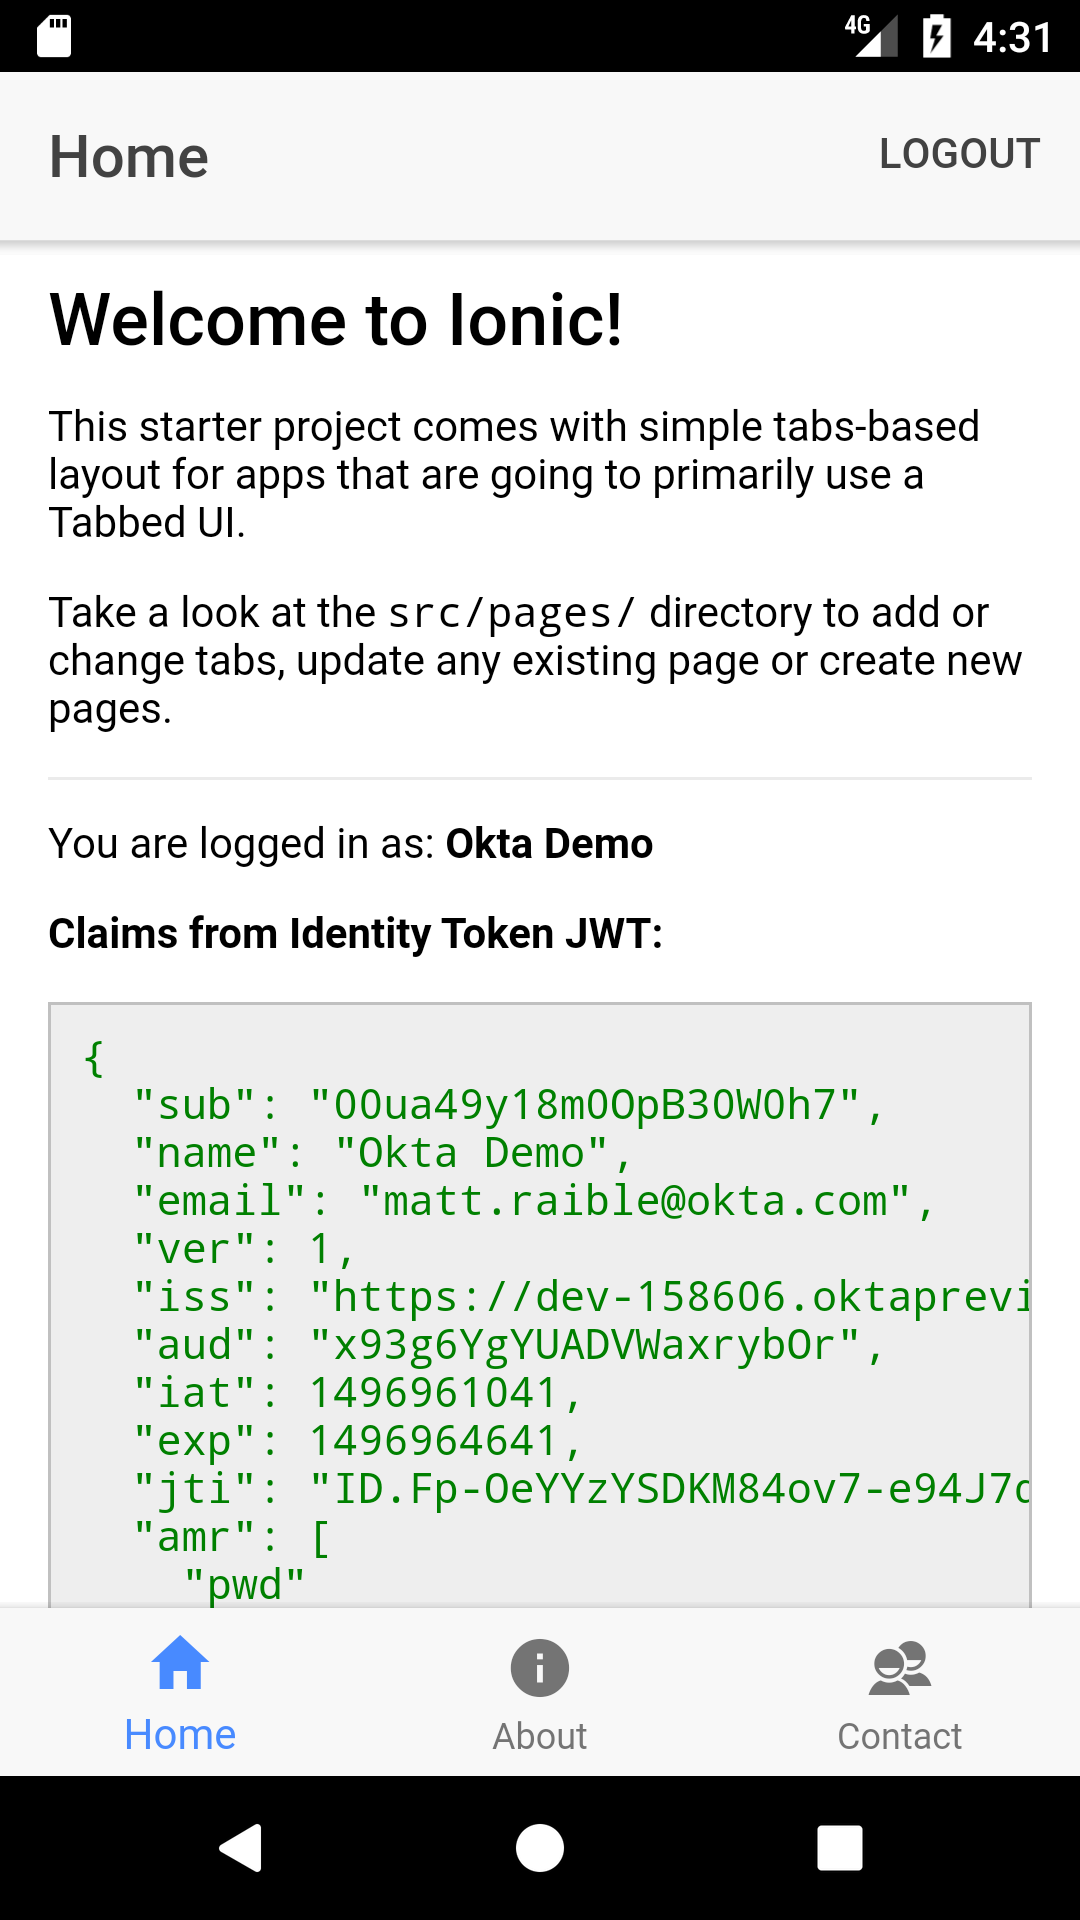 4G 4:31
Home LOGOUT
Welcome to Ionic!
This starter project comes with simple tabs-based
layout for apps that are going to primarily use a
Tabbed UI.
Take a look at the src/pages/ directory to add or
change tabs, update any existing page or create new
pages.
You are logged in as: Okta Demo
Claims from Identity Token JWT:
{
"sub": "00ua49y18m0OpB30W0h7",
"name": "Okta Demo",
"email": "matt.raible@okta.com",
"ver": 1,
"iss": "https://dev-158606.oktaprevi
"aud": "x93g6YgYUADVWaxrybOr",
"iat": 1496961041,
"exp": 1496964641,
"jti": "ID.Fp-OeYYzYSDKM84ov7-e94J7
"amr": [
"pwd"
Home About Contact